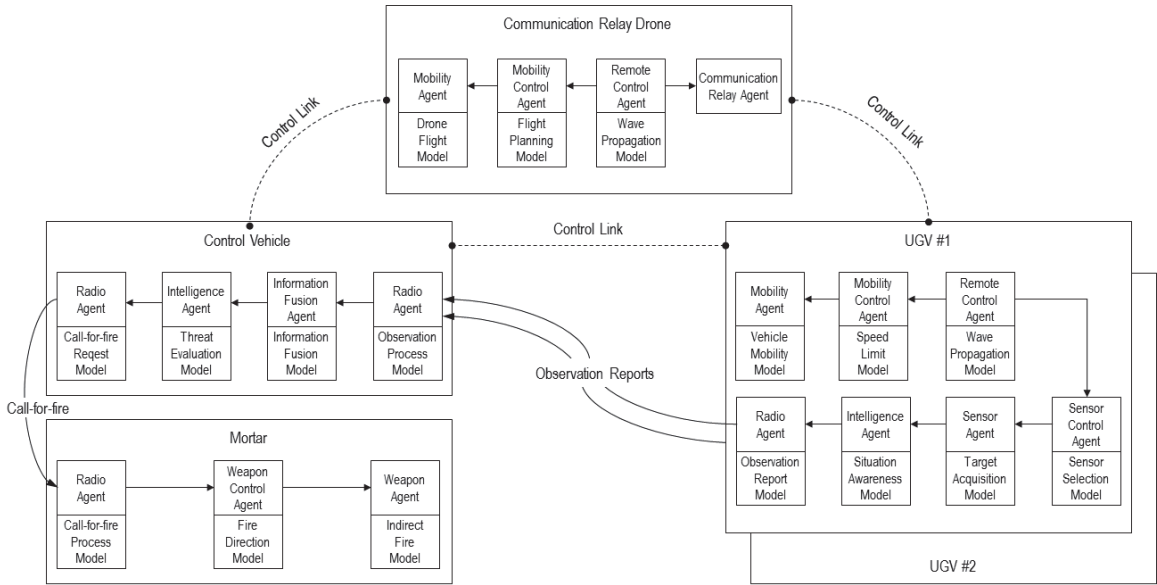 Communication Relay Drone
Mobility
Agent
Drone
Flight
Model
Mobility
Control
Agent
Flight
Planning
Model
Remote
Control
Agent
Wave
Propagation
Model
Communication
Relay Agent
Control Link
Control Link
Control Link
Control Vehicle
Radio
Agent
Call-for-fire
Reqest
Model
Intelligence
Agent
Threat
Evaluation
Model
Information
Fusion
Agent
Information
Fusion
Model
Radio
Agent
Observation
Process
Model
Observation Reports
Call-for-fire
Mortar
Radio
Agent
Call-for-fire
Process
Model
Weapon
Control
Agent
Fire
Direction
Model
Weapon
Agent
Indirect
Fire
Model
UGV #1
Mobility
Agent
Vehicle
Mobility
Model
Mobility
Control
Agent
Speed
Limit
Model
Remote
Control
Agent
Wave
Propagation
Model
Radio
Agent
Observation
Report
Model
Intelligence
Agent
Situation
Awareness
Model
Sensor
Agent
Target
Acquisition
Model
Sensor
Control
Agent
Sensor
Selection
Model
UGV #2